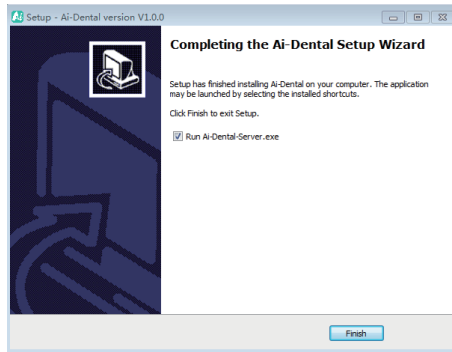 Ai Setup - Ai-Dental version V1.0.0
Completing the Ai-Dental Setup Wizard
Setup has finished installing Ai-Dental on your computer. The application
may be launched by selecting the installed shortcuts.
Click Finish to exit Setup.
Run Ai-Dental-Server.exe
Finish